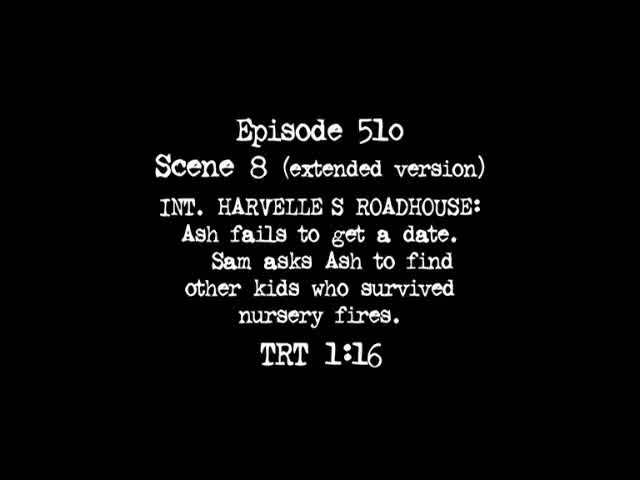 Episode 510
Scene 8 (extended version)
INT. HARVELLE S ROADHOUSE:
Ash fails to get a date.
Sam asks Ash to find
other kids who survived
nursery fires.
TRT 1:16